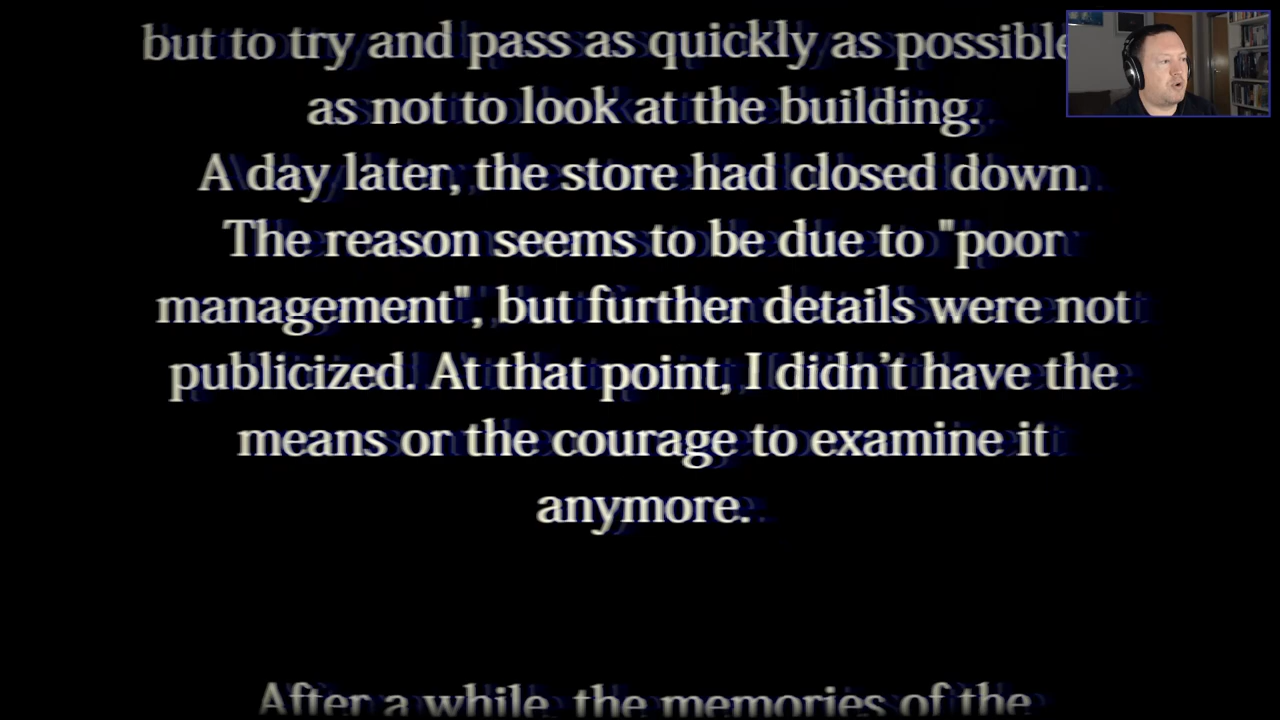 but to try and pass as quickly as possible
as not to look at the building.
A day later, the store had closed down.
The reason seems to be due to "poor
management", but further details were not
publicized. At that point, I didn’t have the
means or the courage to examine it
anymore.
After a while, the memories of the